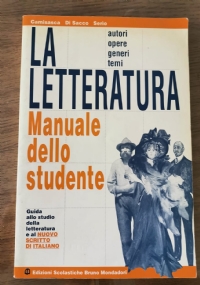 Camisasca Di Sacco Serio
LA
autori
opere
generi
temi
LETTERATURA
Manuale
dello
studente
Guida
allo studio
della
letteratura
e al NUOVO
SCRITTO
DI ITALIANO
Edizioni Scolastiche Bruno Mondadori